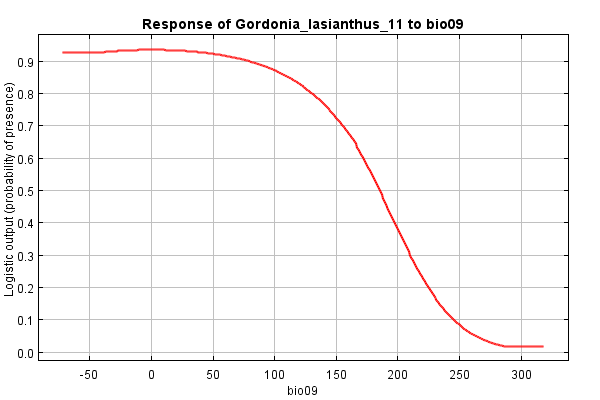 Response of Gordonia_lasianthus_11 to bio09
Logistic output (probability of presence)
0.9
0.8
0.7
0.6
0.5
0.4
0.3
0.2
0.1
0.0
-50 0 50 100 150 200 250 300
bio09